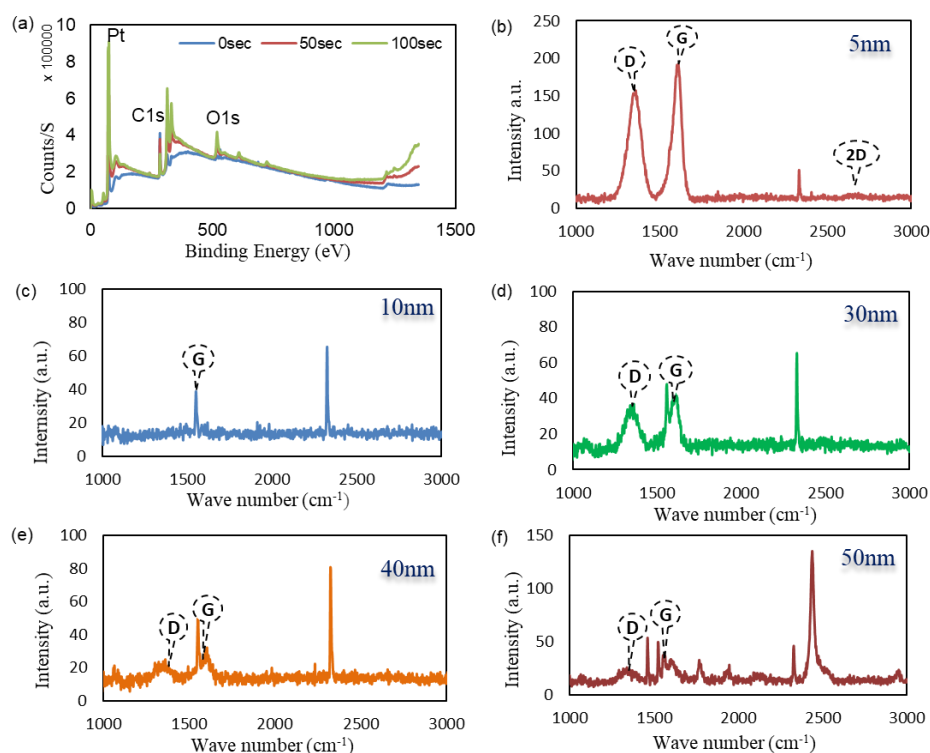 (a)
10
8
6
4
2
0
x 100000
Counts/S
Pt
C1s
O1s
0sec 50sec 100sec
0 500 1000 1500
Binding Energy (eV)
(b)
5nm
250
200
150
100
50
0
Intensity a.u.
D
G
2D
1000 1500 2000 2500 3000
Wave number (cm-1)
(c)
10nm
100
80
60
40
20
0
Internsity (a.u.)
G
1000 1500 2000 2500 3000
Wave number (cm-1)
(d)
30nm
100
80
60
40
20
0
Intensity (a.u.)
D
G
1000 1500 2000 2500 3000
Wave number (cm-1)
(e)
40nm
100
80
60
40
20
0
Intensity (a.u.)
D
G
1000 1500 2000 2500 3000
Wave number (cm-1)
(f)
50nm
150
100
50
0
Intensity (a.u.)
D
G
1000 1500 2000 2500 3000
Wave number (cm-1)